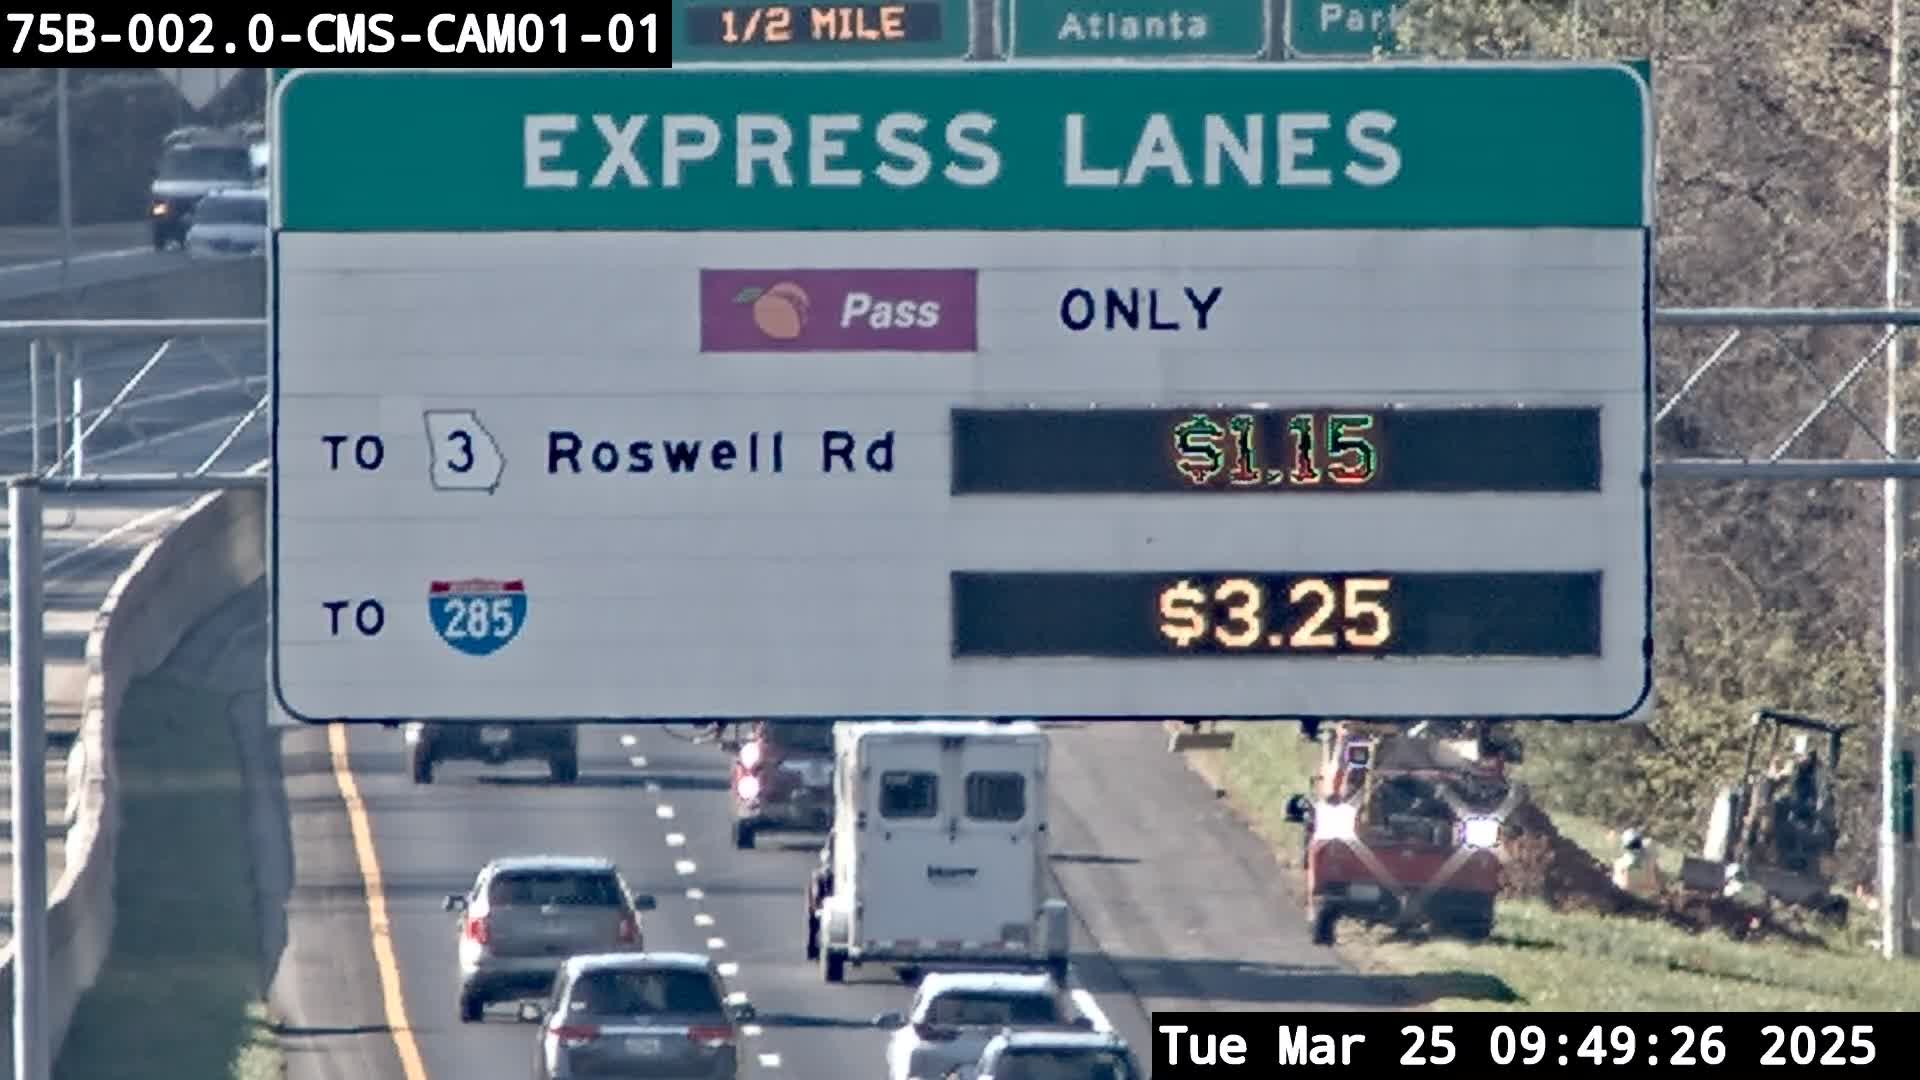 75B-002.0-CMS-CAM01-01
1/2 MILE
Atlanta
EXPRESS LANES
Pass ONLY
TO 3 Roswell Rd $1.15
TO 285 $3.25
Tue Mar 25 09:49:26 2025